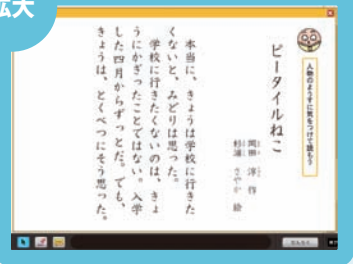 拡大
人物のようすに気をつけて読もう
ピータイルねこ
岡田 淳 作
杉浦 さやか 絵
本当に、きょうは学校に行きた
くないと、みどりは思った。
学校に行きたくないのは、きょ
うにかぎったことではない。入学
した四月からずっとだ。でも、
きょうは、とくべつにそう思った。